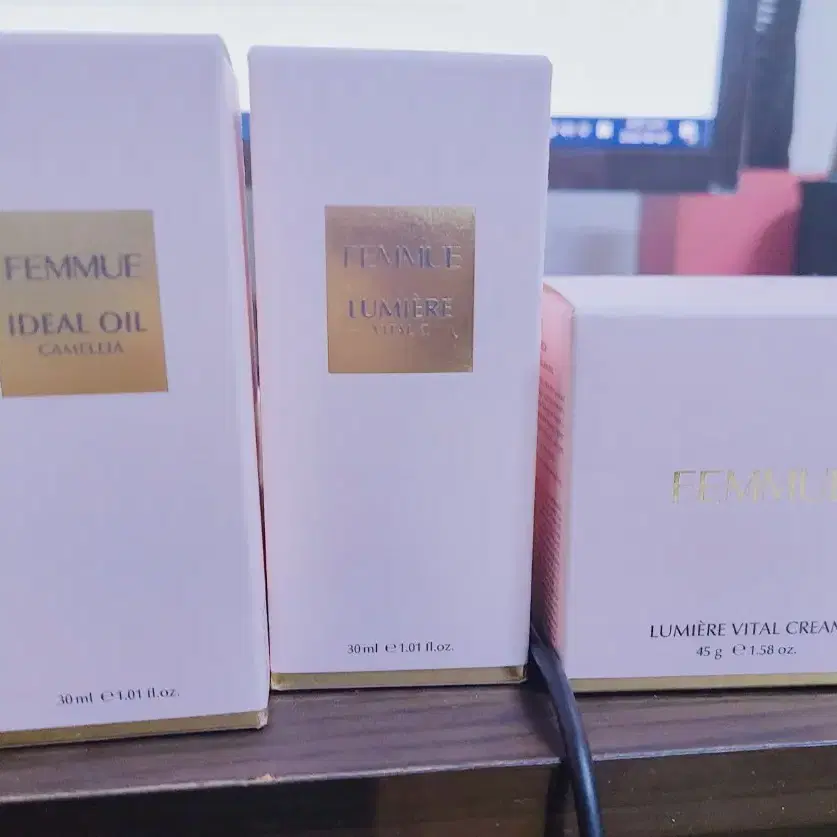 FEMMUE
IDEAL OIL
CAMELLIA
30 ml ℮ 1.01 fl.oz.
FEMMUE
LUMIÈRE
VITAL C
30 ml ℮ 1.01 fl.oz.
FEMMUE
LUMIÈRE VITAL CREAM
45 g ℮ 1.58 oz.